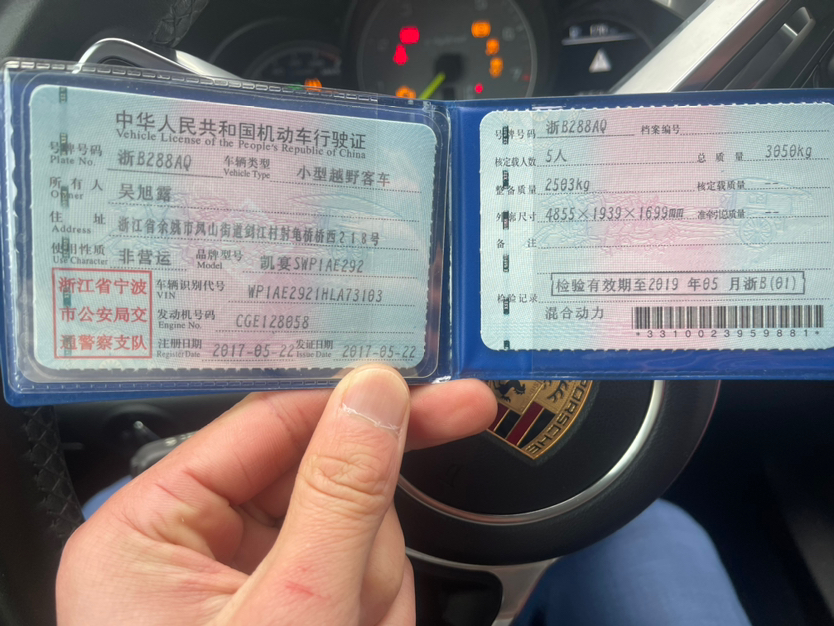 中华人民共和国机动车行驶证
Vehicle License of the People's Republic of China
号牌号码 浙B288AQ 车辆类型 小型越野客车
Plate No. Vehicle Type
所有人 吴旭露
Owner
住址 浙江省余姚市凤山街道剑江村肘龟桥桥西218号
Address
使用性质 非营运 品牌型号 凯宴SWP1AE292
Use Character Model
浙江省宁波
市公安局交
通警察支队
车辆识别代号 WP1AE2921HLA73103
VIN
发动机号码 CGE128058
Engine No.
注册日期 2017-05-22 发证日期 2017-05-22
Register Date Issue Date
号牌号码 浙B288AQ 档案编号
核定载人数 5人 总质量 3050kg
整备质量 2503kg 核定载质量 --
外廓尺寸 4855×1939×1699mm 准牵引总质量 --
备注
检验有效期至2019年05月浙B(01)
检验记录
混合动力
*3310023959891*
PORSCHE